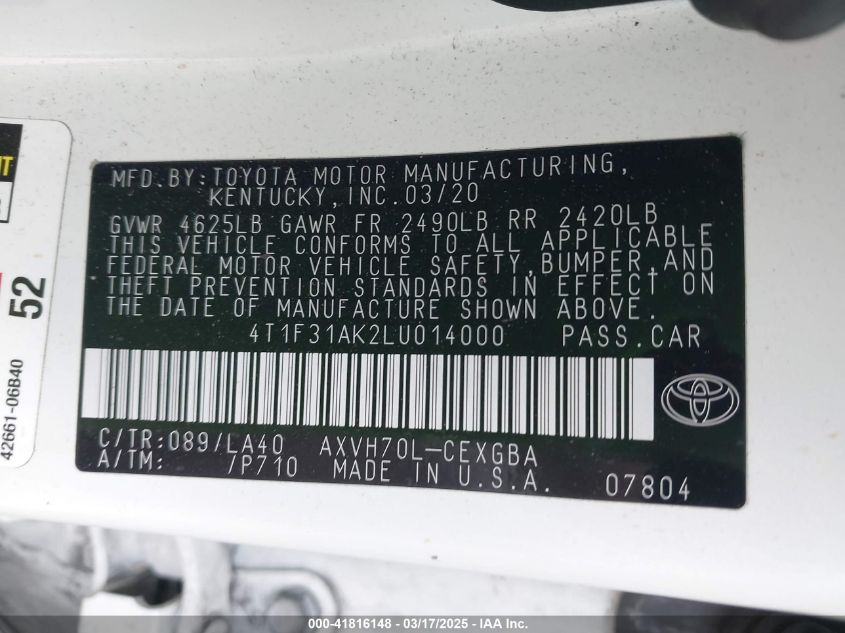 MFD.BY:TOYOTA MOTOR MANUFACTURING,
KENTUCKY,INC.03/20
GVWR 4625LB GAWR FR 2490LB RR 2420LB
THIS VEHICLE CONFORMS TO ALL APPLICABLE
FEDERAL MOTOR VEHICLE SAFETY,BUMPER,AND
THEFT PREVENTION STANDARDS IN EFFECT ON
THE DATE OF MANUFACTURE SHOWN ABOVE.
4T1F31AK2LU014000 PASS.CAR
C/TR:089/LA40 AXVH70L-CEXGBA
A/TM: /P710 MADE IN U.S.A. 07804
52
42661-06B40
000-41816148 - 03/17/2025 - IAA Inc.